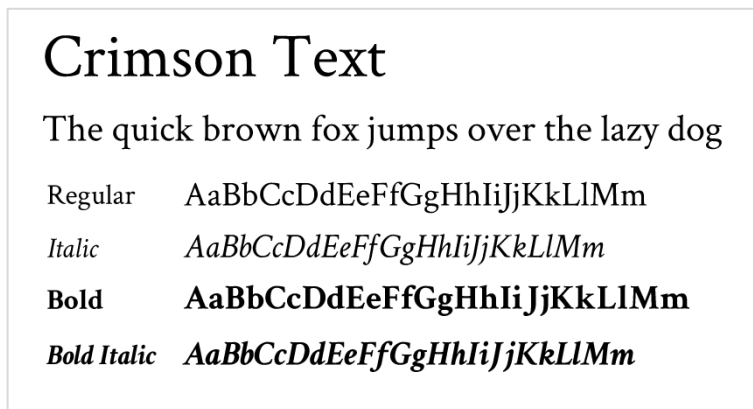 Crimson Text
The quick brown fox jumps over the lazy dog
Regular AaBbCcDdEeFfGgHhIiJjKkLlMm
Italic AaBbCcDdEeFfGgHhIiJjKkLlMm
Bold AaBbCcDdEeFfGgHhIiJjKkLlMm
Bold Italic AaBbCcDdEeFfGgHhIiJjKkLlMm